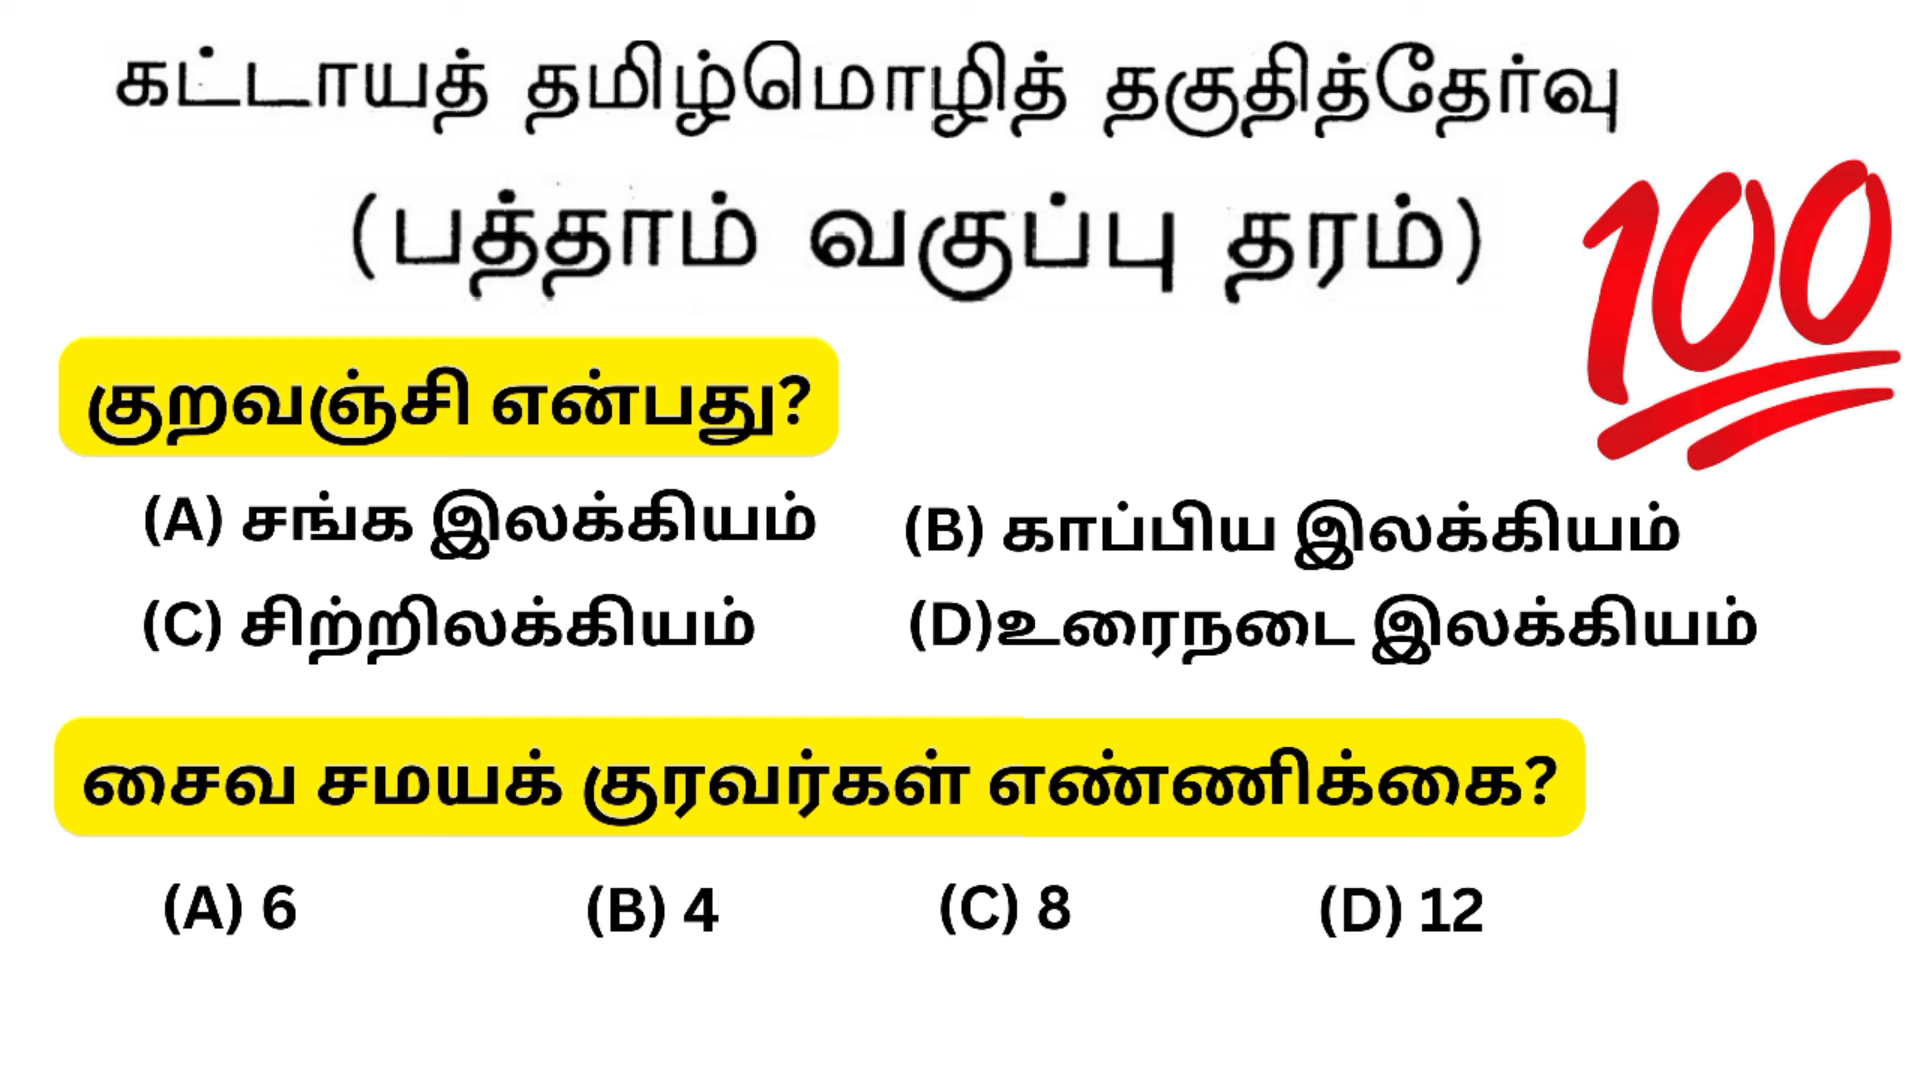 கட்டாயத் தமிழ்மொழித் தகுதித்தேர்வு
(பத்தாம் வகுப்பு தரம்)
100
குறவஞ்சி என்பது?
(A) சங்க இலக்கியம் (B) காப்பிய இலக்கியம்
(C) சிற்றிலக்கியம் (D)உரைநடை இலக்கியம்
சைவ சமயக் குரவர்கள் எண்ணிக்கை?
(A) 6 (B) 4 (C) 8 (D) 12